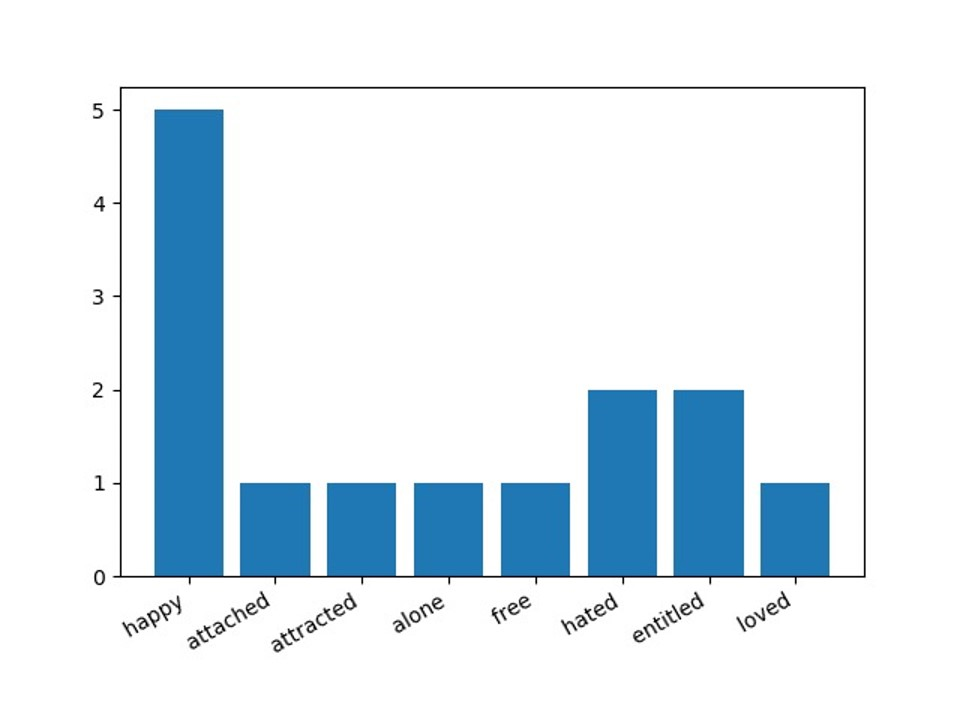 5
4
3
2
1
0
happy
attached
attracted
alone
free
hated
entitled
loved